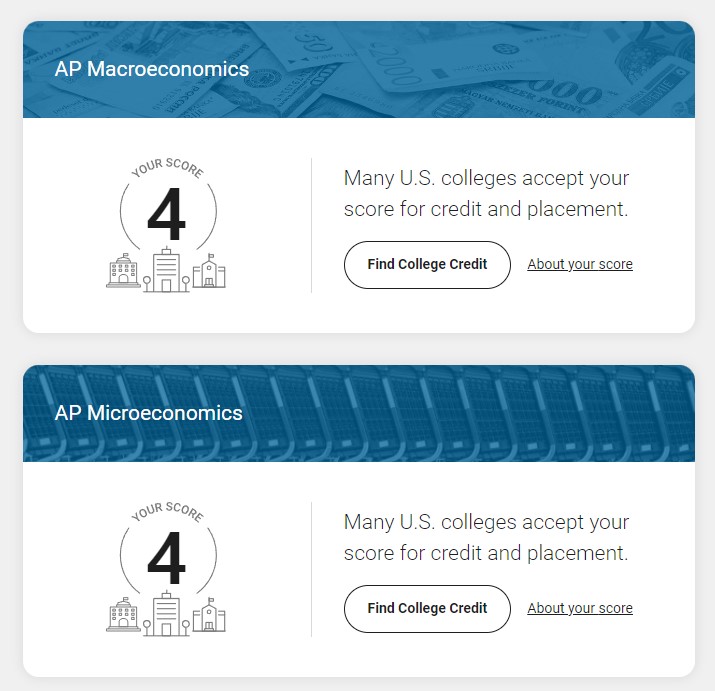 AP Macroeconomics
YOUR SCORE
4
Many U.S. colleges accept your
score for credit and placement.
Find College Credit
About your score
AP Microeconomics
YOUR SCORE
4
Many U.S. colleges accept your
score for credit and placement.
Find College Credit
About your score